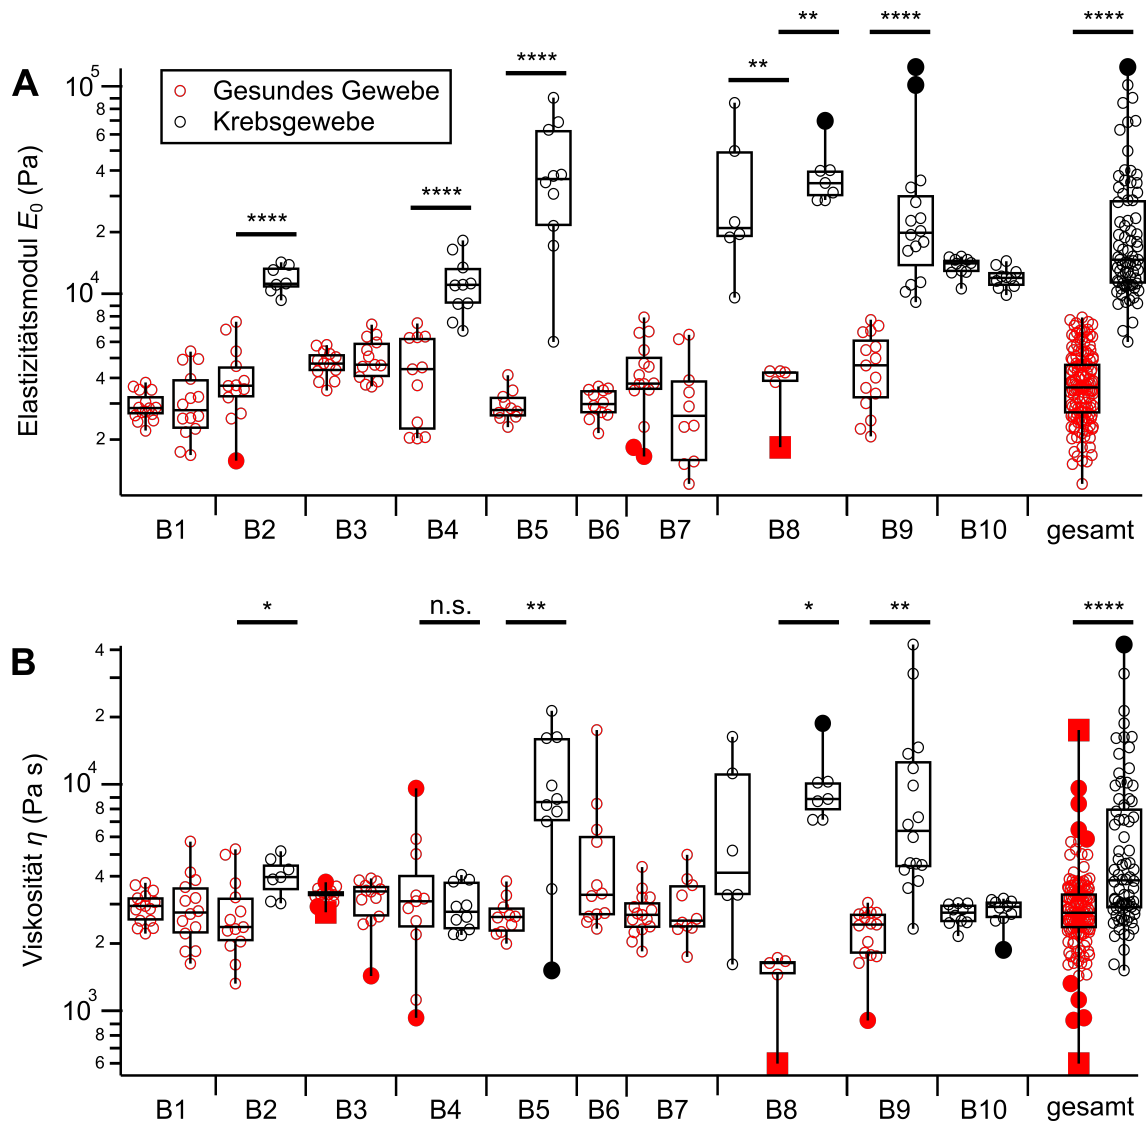 ** **** ****
A
10^5
8
6
4
2
10^4
8
6
4
2
Elastizitätsmodul E_0 (Pa)
Gesundes Gewebe
Krebsgewebe
**** **
****
****
B1 B2 B3 B4 B5 B6 B7 B8 B9 B10 gesamt
* n.s. ** * ** ****
B
4
2
10^4
8
6
4
2
10^3
8
6
Viskosität η (Pa s)
B1 B2 B3 B4 B5 B6 B7 B8 B9 B10 gesamt